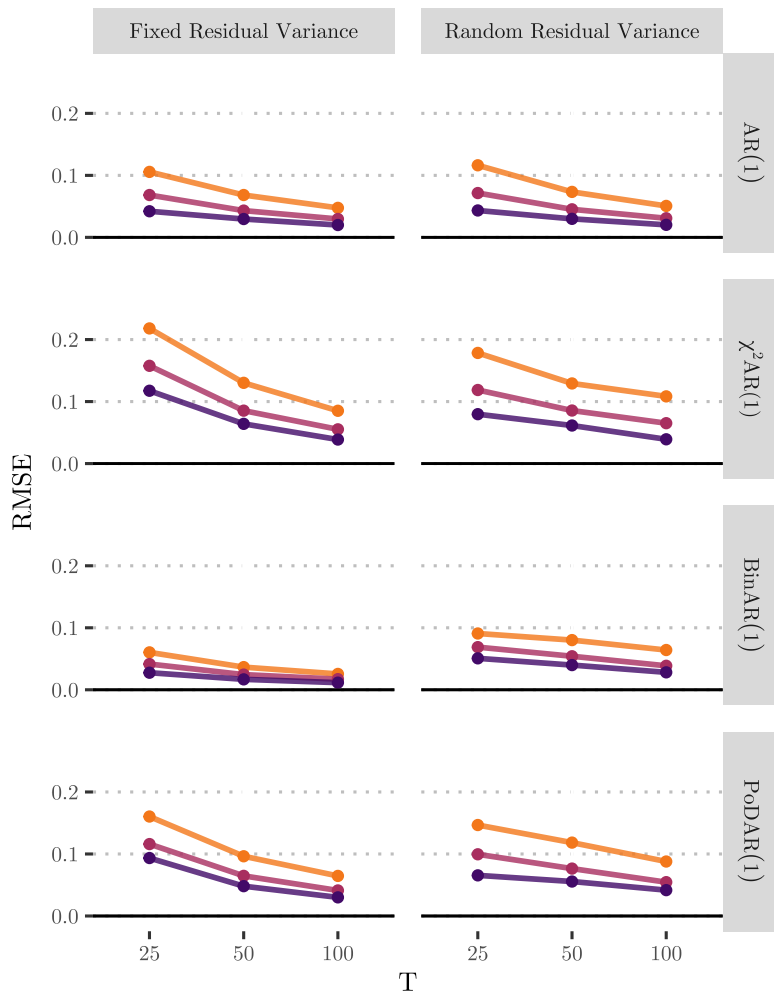 Fixed Residual Variance
Random Residual Variance
RMSE
0.2
0.1
0.0
AR(1)
0.2
0.1
0.0
χ²AR(1)
0.2
0.1
0.0
BinAR(1)
0.2
0.1
0.0
PoDAR(1)
25 50 100
25 50 100
T